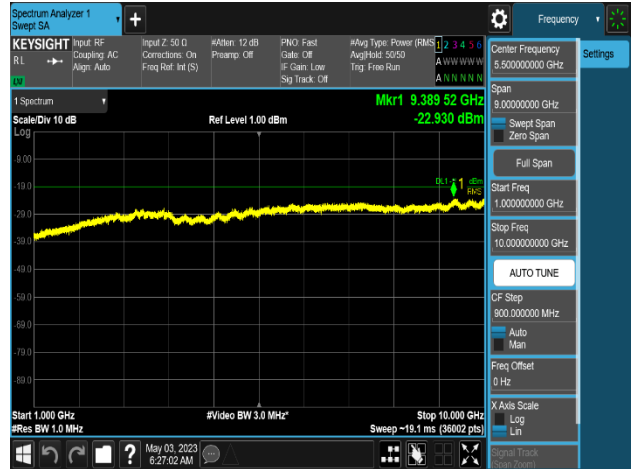 Spectrum Analyzer 1
Swept SA
Frequency
KEYSIGHT
RL
Input: RF
Coupling: AC
Align: Auto
Input Z: 50 Ω
Corrections: On
Freq Ref: Int (S)
#Atten: 12 dB
Preamp: Off
PNO: Fast
Gate: Off
IF Gain: Low
Sig Track: Off
#Avg Type: Power (RMS
Avg|Hold: 50/50
Trig: Free Run
1 2 3 4 5 6
A W W W W W
A N N N N N
1 Spectrum
Scale/Div 10 dB
Log
Ref Level 1.00 dBm
Mkr1 9.389 52 GHz
-22.930 dBm
-9.00
-19.0
-29.0
-39.0
-49.0
-59.0
-69.0
-79.0
-89.0
1
dBm
RMS
Start 1.000 GHz
#Res BW 1.0 MHz
#Video BW 3.0 MHz*
Stop 10.000 GHz
Sweep ~19.1 ms (36002 pts)
Center Frequency
5.500000000 GHz
Settings
Span
9.00000000 GHz
Swept Span
Zero Span
Full Span
Start Freq
1.000000000 GHz
Stop Freq
10.000000000 GHz
AUTO TUNE
CF Step
900.000000 MHz
Auto
Man
Freq Offset
0 Hz
X Axis Scale
Log
Lin
Signal Track
(Span Zoom)
?
May 03, 2023
6:27:02 AM